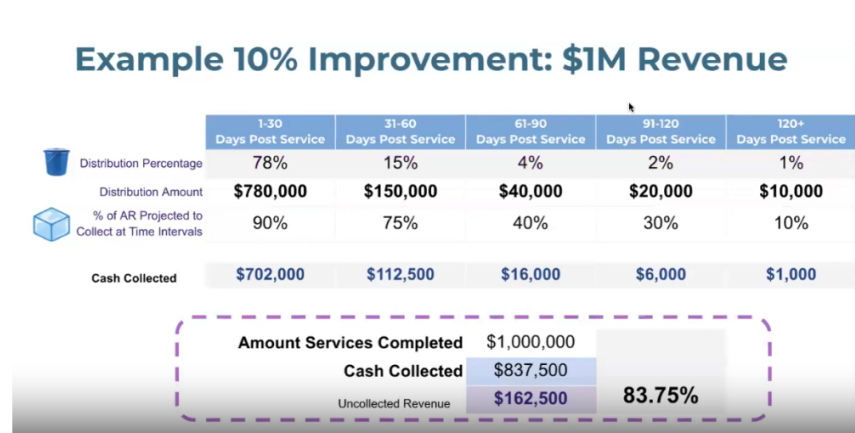 Example 10% Improvement: $1M Revenue
1-30 31-60 61-90 91-120 120+
Days Post Service Days Post Service Days Post Service Days Post Service Days Post Service
Distribution Percentage 78% 15% 4% 2% 1%
Distribution Amount $780,000 $150,000 $40,000 $20,000 $10,000
% of AR Projected to
Collect at Time Intervals 90% 75% 40% 30% 10%
Cash Collected $702,000 $112,500 $16,000 $6,000 $1,000
Amount Services Completed $1,000,000
Cash Collected $837,500
Uncollected Revenue $162,500 83.75%